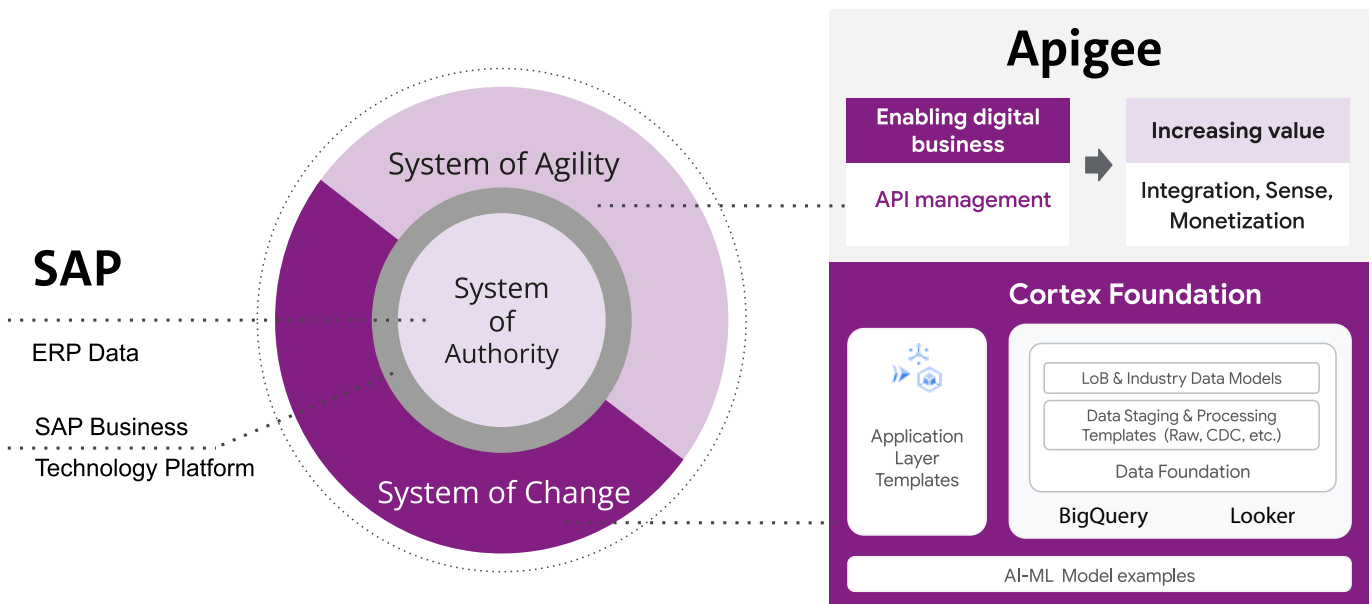 SAP
ERP Data
SAP Business
Technology Platform
System of Agility
System
of
Authority
System of Change
Apigee
Enabling digital
business
API management
Increasing value
Integration, Sense,
Monetization
Cortex Foundation
Application
Layer
Templates
LoB & Industry Data Models
Data Staging & Processing
Templates (Raw, CDC, etc.)
Data Foundation
BigQuery
Looker
AI-ML Model examples